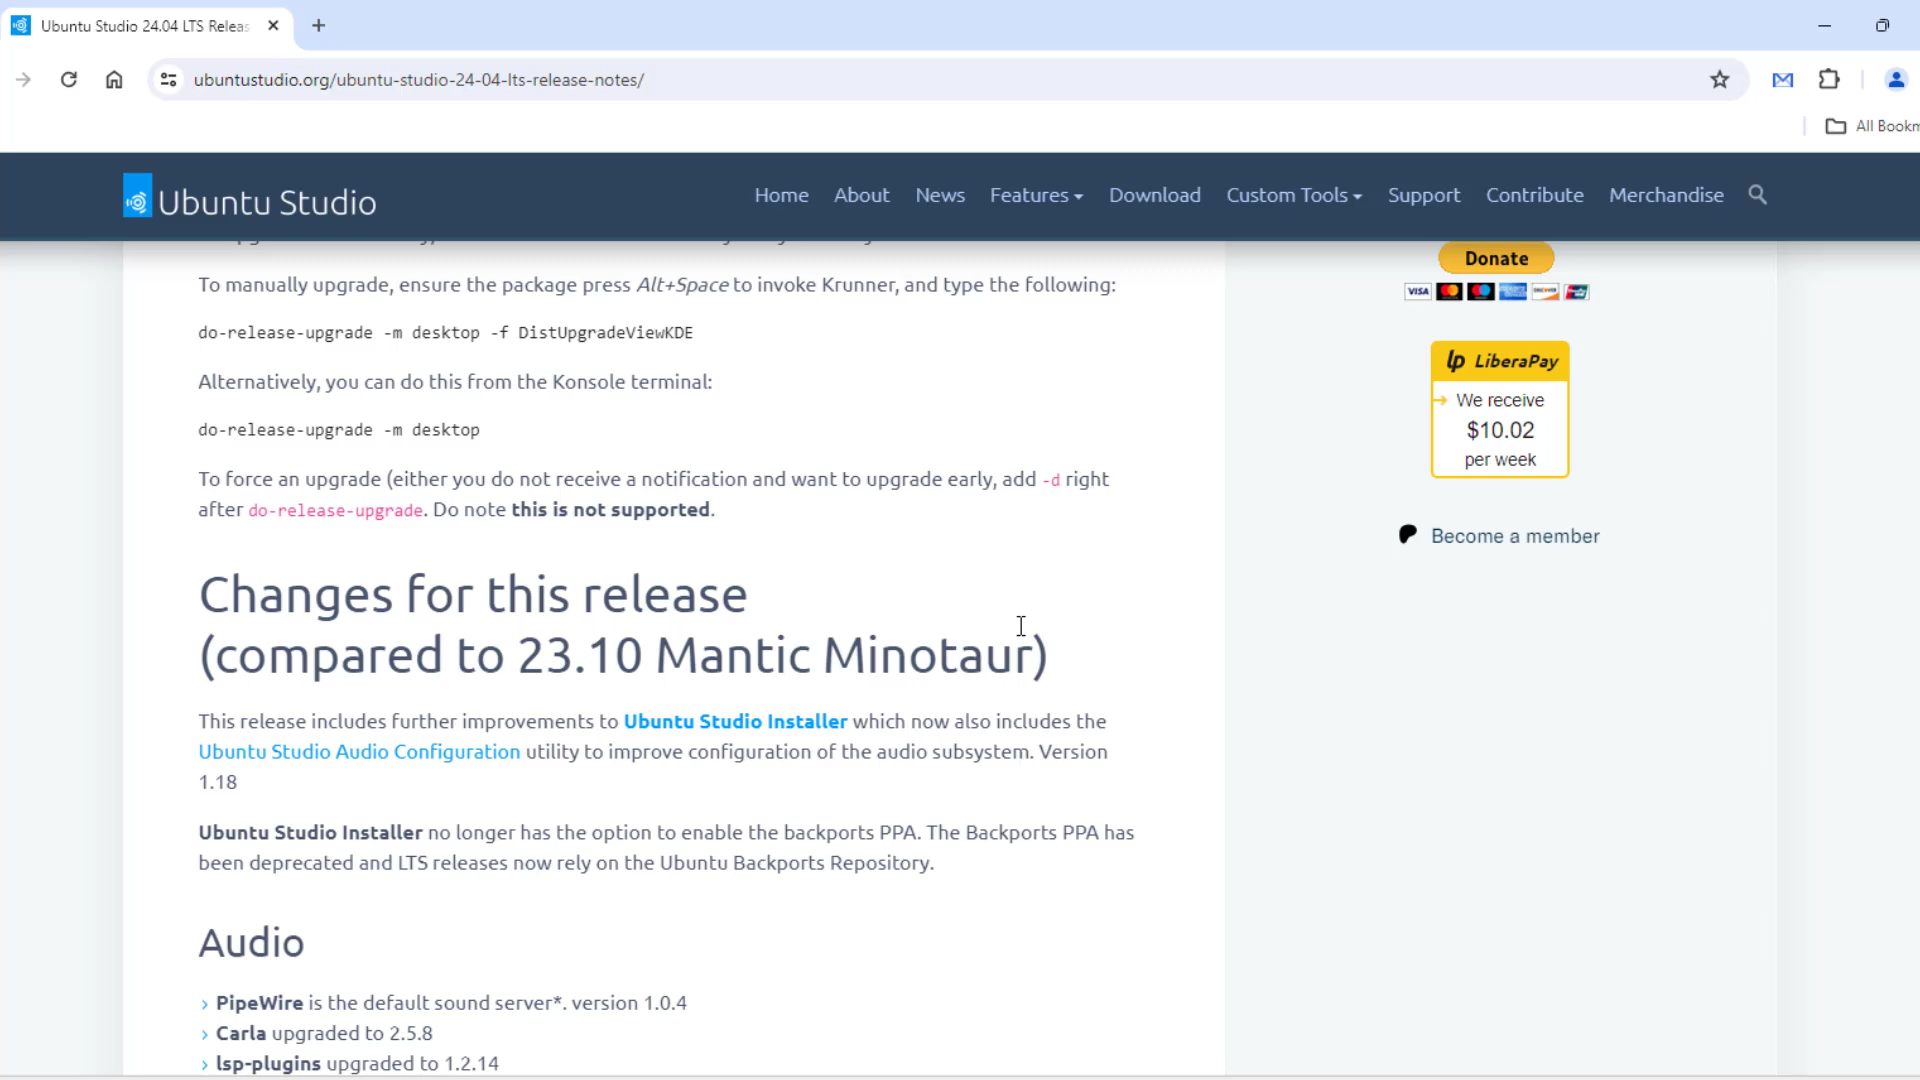 Ubuntu Studio 24.04 LTS Releas
ubuntustudio.org/ubuntu-studio-24-04-lts-release-notes/
All Bookm
Ubuntu Studio
Home About News Features Download Custom Tools Support Contribute Merchandise
To manually upgrade, ensure the package press Alt+Space to invoke Krunner, and type the following:
do-release-upgrade -m desktop -f DistUpgradeViewKDE
Alternatively, you can do this from the Konsole terminal:
do-release-upgrade -m desktop
To force an upgrade (either you do not receive a notification and want to upgrade early, add -d right
after do-release-upgrade. Do note this is not supported.
Changes for this release
(compared to 23.10 Mantic Minotaur)
This release includes further improvements to Ubuntu Studio Installer which now also includes the
Ubuntu Studio Audio Configuration utility to improve configuration of the audio subsystem. Version
1.18
Ubuntu Studio Installer no longer has the option to enable the backports PPA. The Backports PPA has
been deprecated and LTS releases now rely on the Ubuntu Backports Repository.
Audio
PipeWire is the default sound server*. version 1.0.4
Carla upgraded to 2.5.8
lsp-plugins upgraded to 1.2.14
Donate
VISA
DISCOVER
lp LiberaPay
We receive
$10.02
per week
Become a member